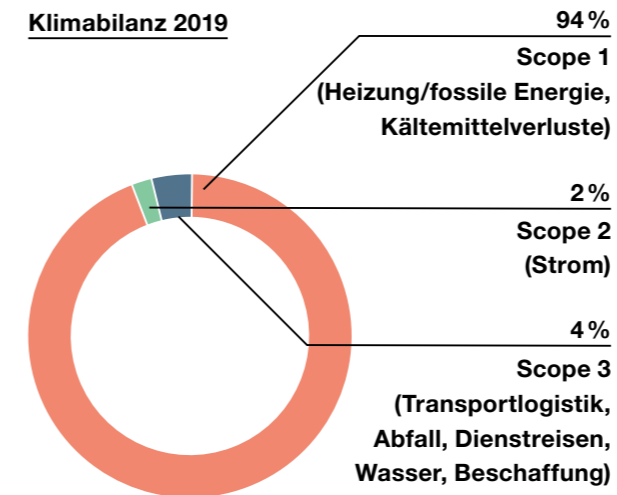 Klimabilanz 2019
94 %
Scope 1
(Heizung/fossile Energie,
Kältemittelverluste)
2 %
Scope 2
(Strom)
4 %
Scope 3
(Transportlogistik,
Abfall, Dienstreisen,
Wasser, Beschaffung)